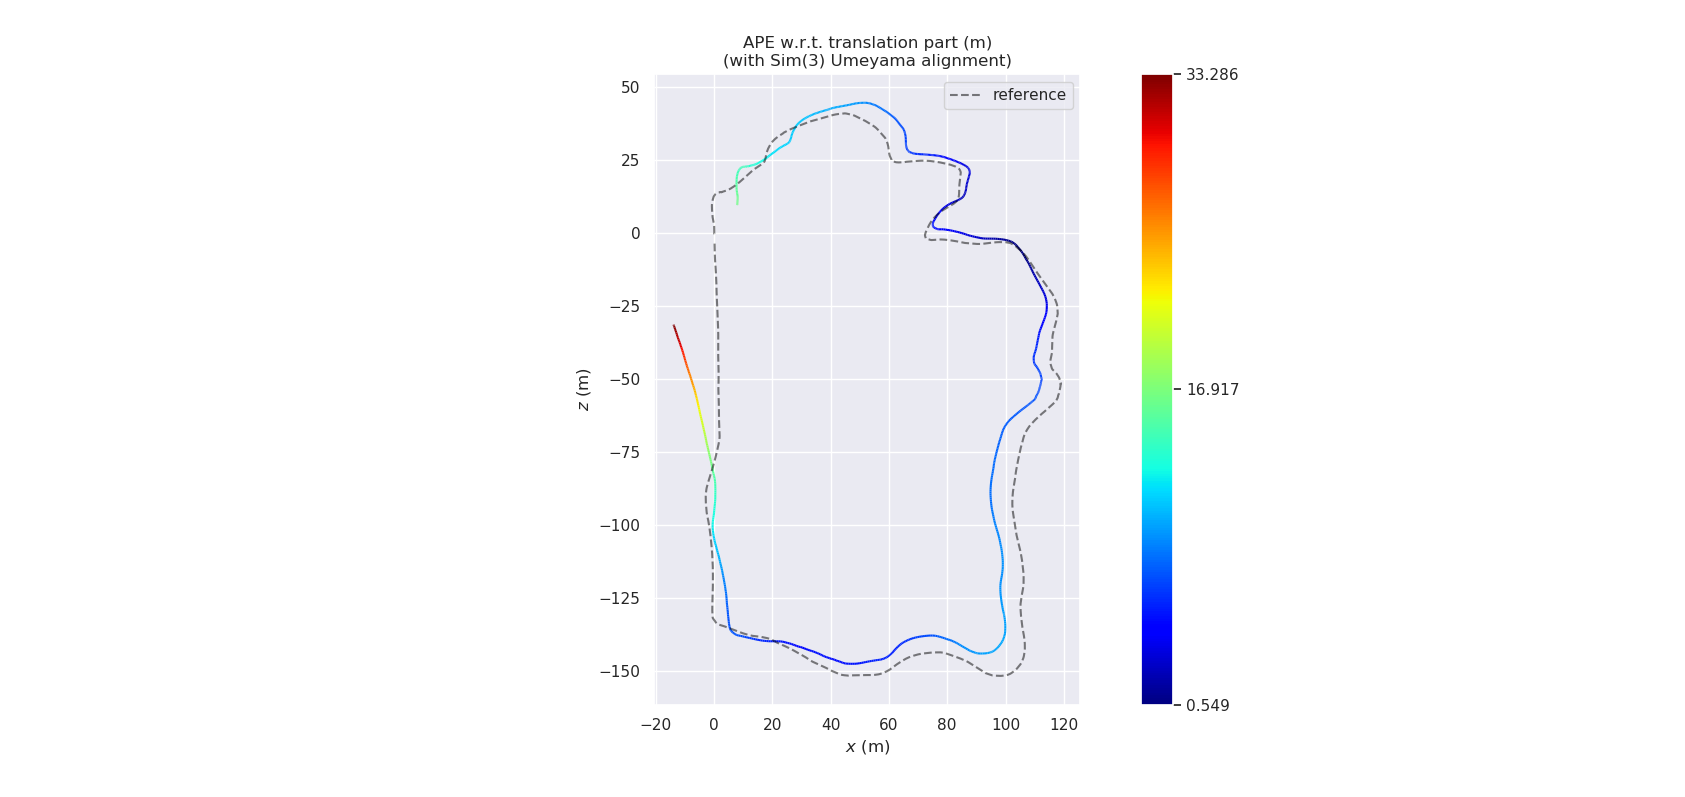 APE w.r.t. translation part (m)
(with Sim(3) Umeyama alignment)
reference
50
25
0
−25
−50
−75
−100
−125
−150
z (m)
−20 0 20 40 60 80 100 120
x (m)
33.286
16.917
0.549